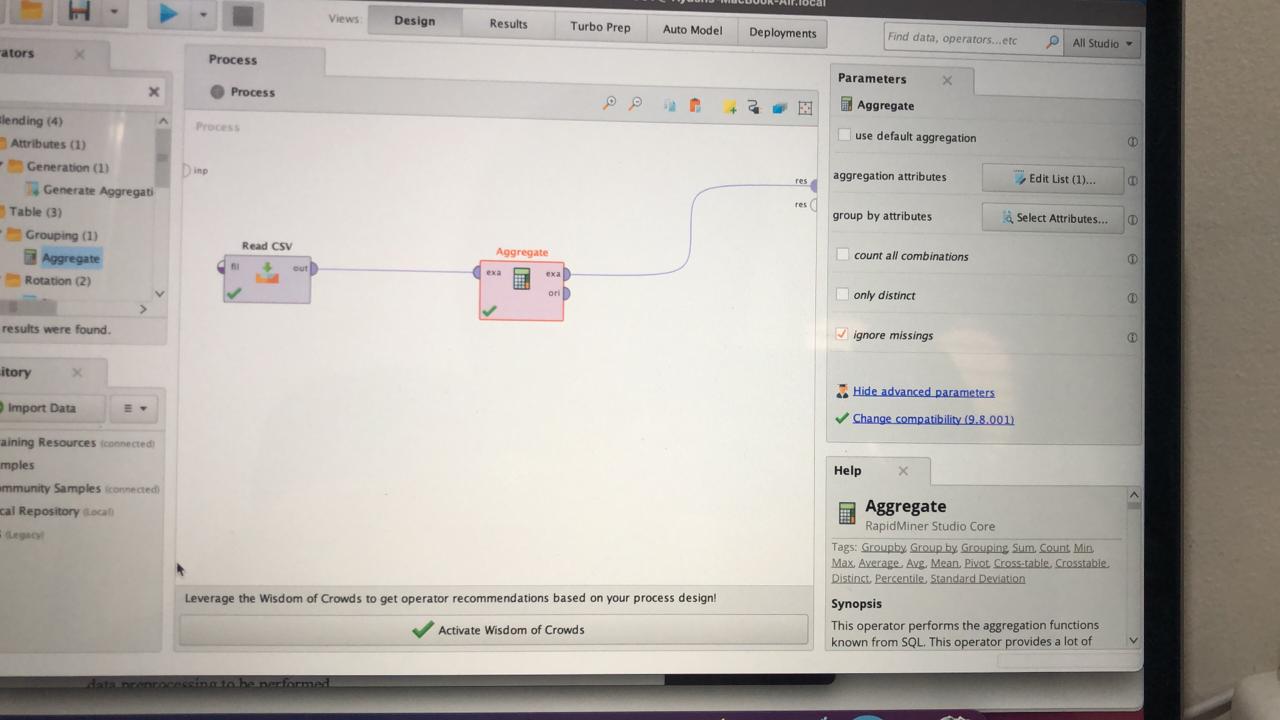 Views:
Design
Results
Turbo Prep
Auto Model
Deployments
Find data, operators...etc
All Studio
Process
Process
Process
inp
res
res
Read CSV
fil
out
Aggregate
exa
exa
ori
Leverage the Wisdom of Crowds to get operator recommendations based on your process design!
Activate Wisdom of Crowds
ators
lending (4)
Attributes (1)
Generation (1)
Generate Aggregati
Table (3)
Grouping (1)
Aggregate
Rotation (2)
results were found.
itory
Import Data
aining Resources (connected)
mples
mmunity Samples (connected)
cal Repository (Local)
(Legacy)
Parameters
Aggregate
use default aggregation
aggregation attributes
Edit List (1)...
group by attributes
Select Attributes...
count all combinations
only distinct
ignore missings
Hide advanced parameters
Change compatibility (9.8.001)
Help
Aggregate
RapidMiner Studio Core
Tags: Groupby, Group by, Grouping, Sum, Count, Min,
Max, Average, Avg, Mean, Pivot, Cross-table, Crosstable,
Distinct, Percentile, Standard Deviation
Synopsis
This operator performs the aggregation functions
known from SQL. This operator provides a lot of
data preprocessing to be performed